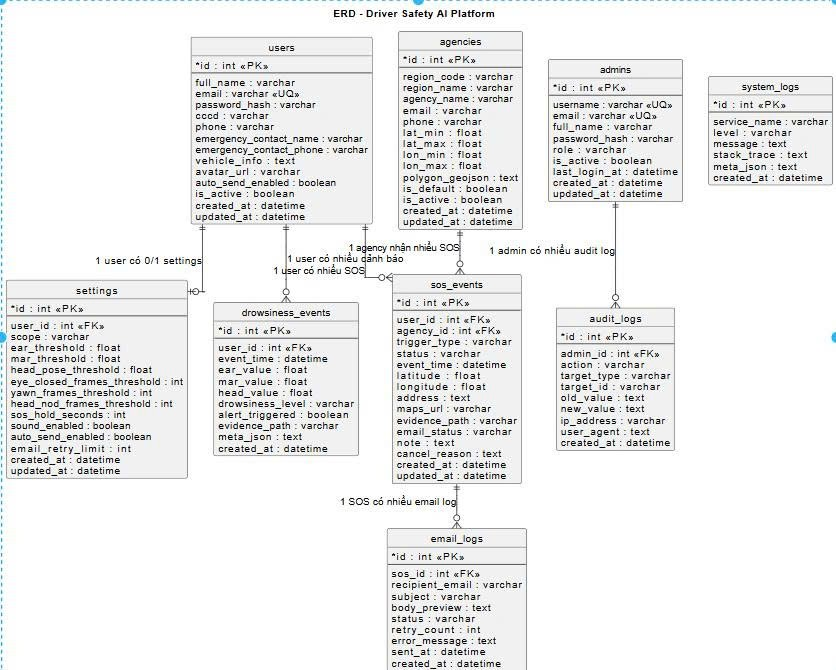 ERD - Driver Safety AI Platform
users
*id : int «PK»
full_name : varchar
email : varchar «UQ»
password_hash : varchar
cccd : varchar
phone : varchar
emergency_contact_name : varchar
emergency_contact_phone : varchar
vehicle_info : text
avatar_url : varchar
auto_send_enabled : boolean
is_active : boolean
created_at : datetime
updated_at : datetime
agencies
*id : int «PK»
region_code : varchar
region_name : varchar
agency_name : varchar
email : varchar
phone : varchar
lat_min : float
lat_max : float
lon_min : float
lon_max : float
polygon_geojson : text
is_default : boolean
is_active : boolean
created_at : datetime
updated_at : datetime
admins
*id : int «PK»
username : varchar «UQ»
email : varchar «UQ»
full_name : varchar
password_hash : varchar
role : varchar
is_active : boolean
last_login_at : datetime
created_at : datetime
updated_at : datetime
system_logs
*id : int «PK»
service_name : varchar
level : varchar
message : text
stack_trace : text
meta_json : text
created_at : datetime
1 user có 0/1 settings
1 agency nhận nhiều SOS
1 user có nhiều cảnh báo
1 user có nhiều SOS
1 admin có nhiều audit log
settings
*id : int «PK»
user_id : int «FK»
scope : varchar
ear_threshold : float
mar_threshold : float
head_pose_threshold : float
eye_closed_frames_threshold : int
yawn_frames_threshold : int
head_nod_frames_threshold : int
sos_hold_seconds : int
sound_enabled : boolean
auto_send_enabled : boolean
email_retry_limit : int
created_at : datetime
updated_at : datetime
drowsiness_events
*id : int «PK»
user_id : int «FK»
event_time : datetime
ear_value : float
mar_value : float
head_value : float
drowsiness_level : varchar
alert_triggered : boolean
evidence_path : varchar
meta_json : text
created_at : datetime
sos_events
*id : int «PK»
user_id : int «FK»
agency_id : int «FK»
trigger_type : varchar
status : varchar
event_time : datetime
latitude : float
longitude : float
address : text
maps_url : varchar
evidence_path : varchar
email_status : varchar
note : text
cancel_reason : text
created_at : datetime
updated_at : datetime
audit_logs
*id : int «PK»
admin_id : int «FK»
action : varchar
target_type : varchar
target_id : varchar
old_value : text
new_value : text
ip_address : varchar
user_agent : text
created_at : datetime
1 SOS có nhiều email log
email_logs
*id : int «PK»
sos_id : int «FK»
recipient_email : varchar
subject : varchar
body_preview : text
status : varchar
retry_count : int
error_message : text
sent_at : datetime
created_at : datetime